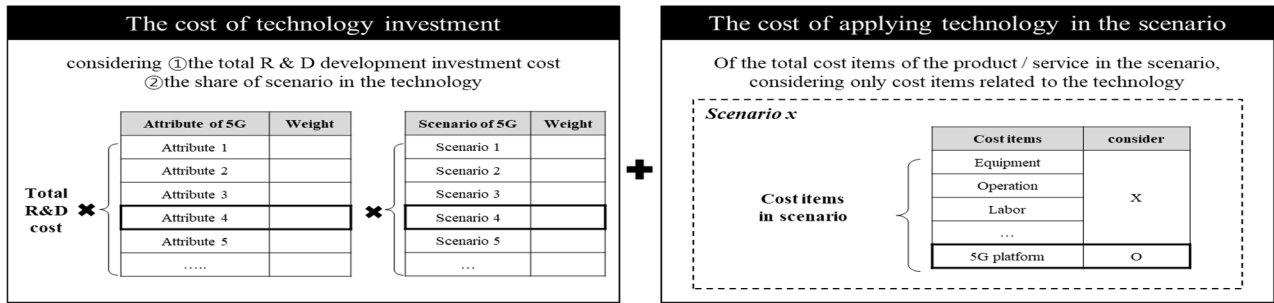 The cost of technology investment
considering ①the total R & D development investment cost
②the share of scenario in the technology
Attribute of 5G Weight
Attribute 1
Attribute 2
Attribute 3
Attribute 4
Attribute 5
…..
Total
R&D
cost
Scenario of 5G Weight
Scenario 1
Scenario 2
Scenario 3
Scenario 4
Scenario 5
…
The cost of applying technology in the scenario
Of the total cost items of the product / service in the scenario,
considering only cost items related to the technology
Scenario x
Cost items
in scenario
Cost items consider
Equipment
Operation
Labor
X
…
5G platform O